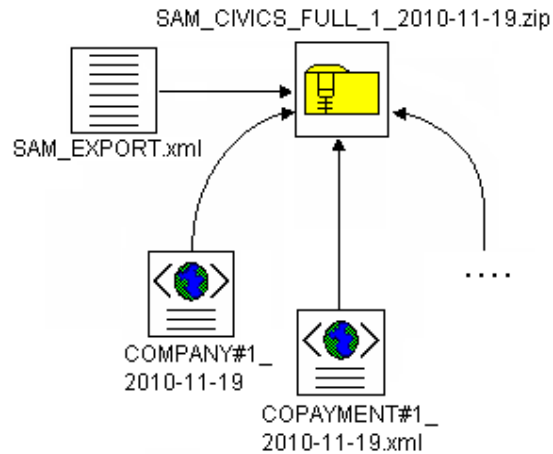 SAM_CIVICS_FULL_1_2010-11-19.zip
SAM_EXPORT.xml
....
COMPANY#1_
2010-11-19
COPAYMENT#1_
2010-11-19.xml